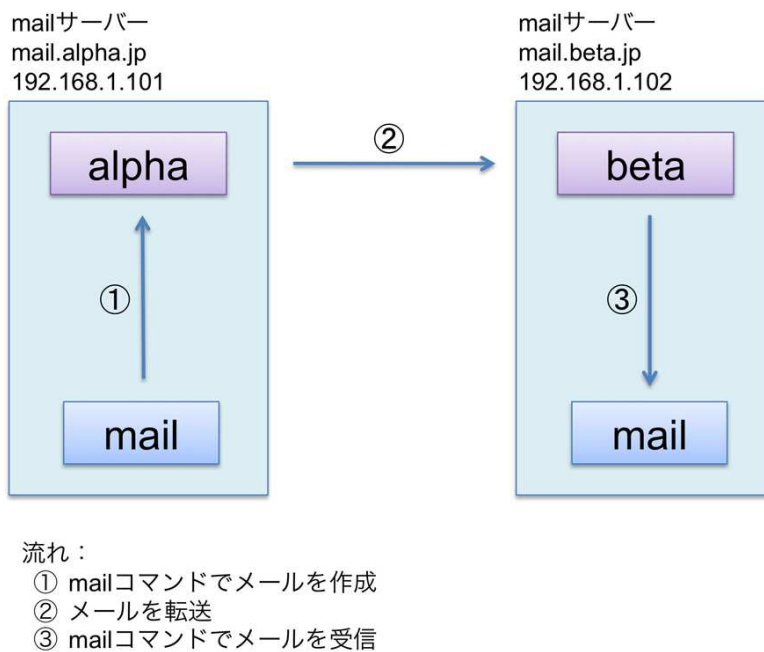 mailサーバー
mail.alpha.jp
192.168.1.101
mailサーバー
mail.beta.jp
192.168.1.102
alpha
②
beta
①
③
mail
mail
流れ：
① mailコマンドでメールを作成
② メールを転送
③ mailコマンドでメールを受信